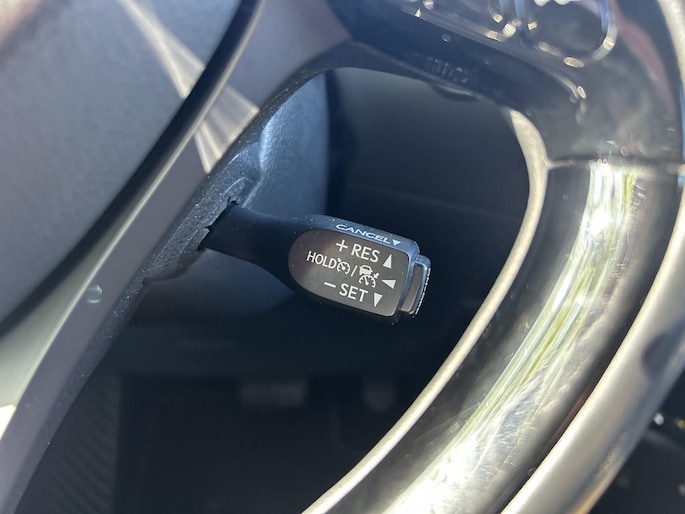 CANCEL
+ RES
HOLD /
− SET